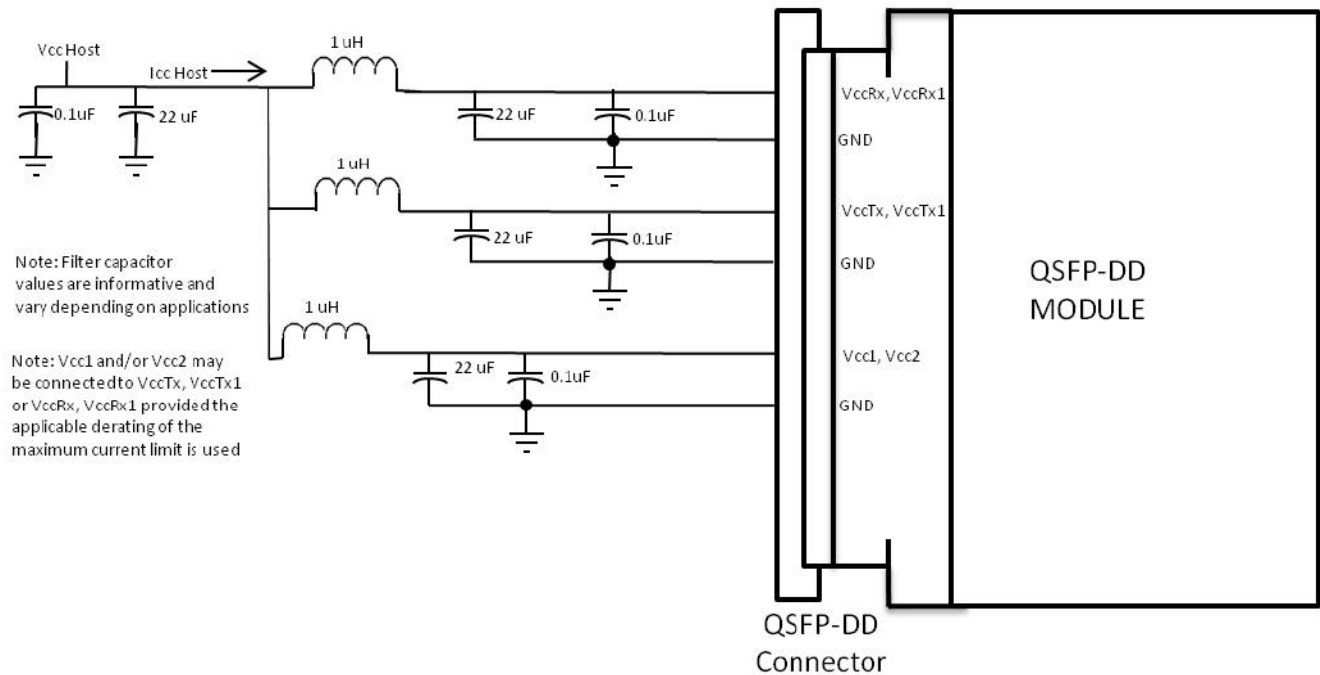 1 uH
Vcc Host
Icc Host
0.1uF
22 uF
22 uF
0.1uF
VccRx, VccRx1
GND
1 uH
VccTx, VccTx1
22 uF
0.1uF
GND
Note: Filter capacitor
values are informative and
vary depending on applications
QSFP-DD
MODULE
1 uH
Note: Vcc1 and/or Vcc2 may
be connected to VccTx, VccTx1
or VccRx, VccRx1 provided the
applicable derating of the
maximum current limit is used
22 uF
0.1uF
Vcc1, Vcc2
GND
QSFP-DD
Connector